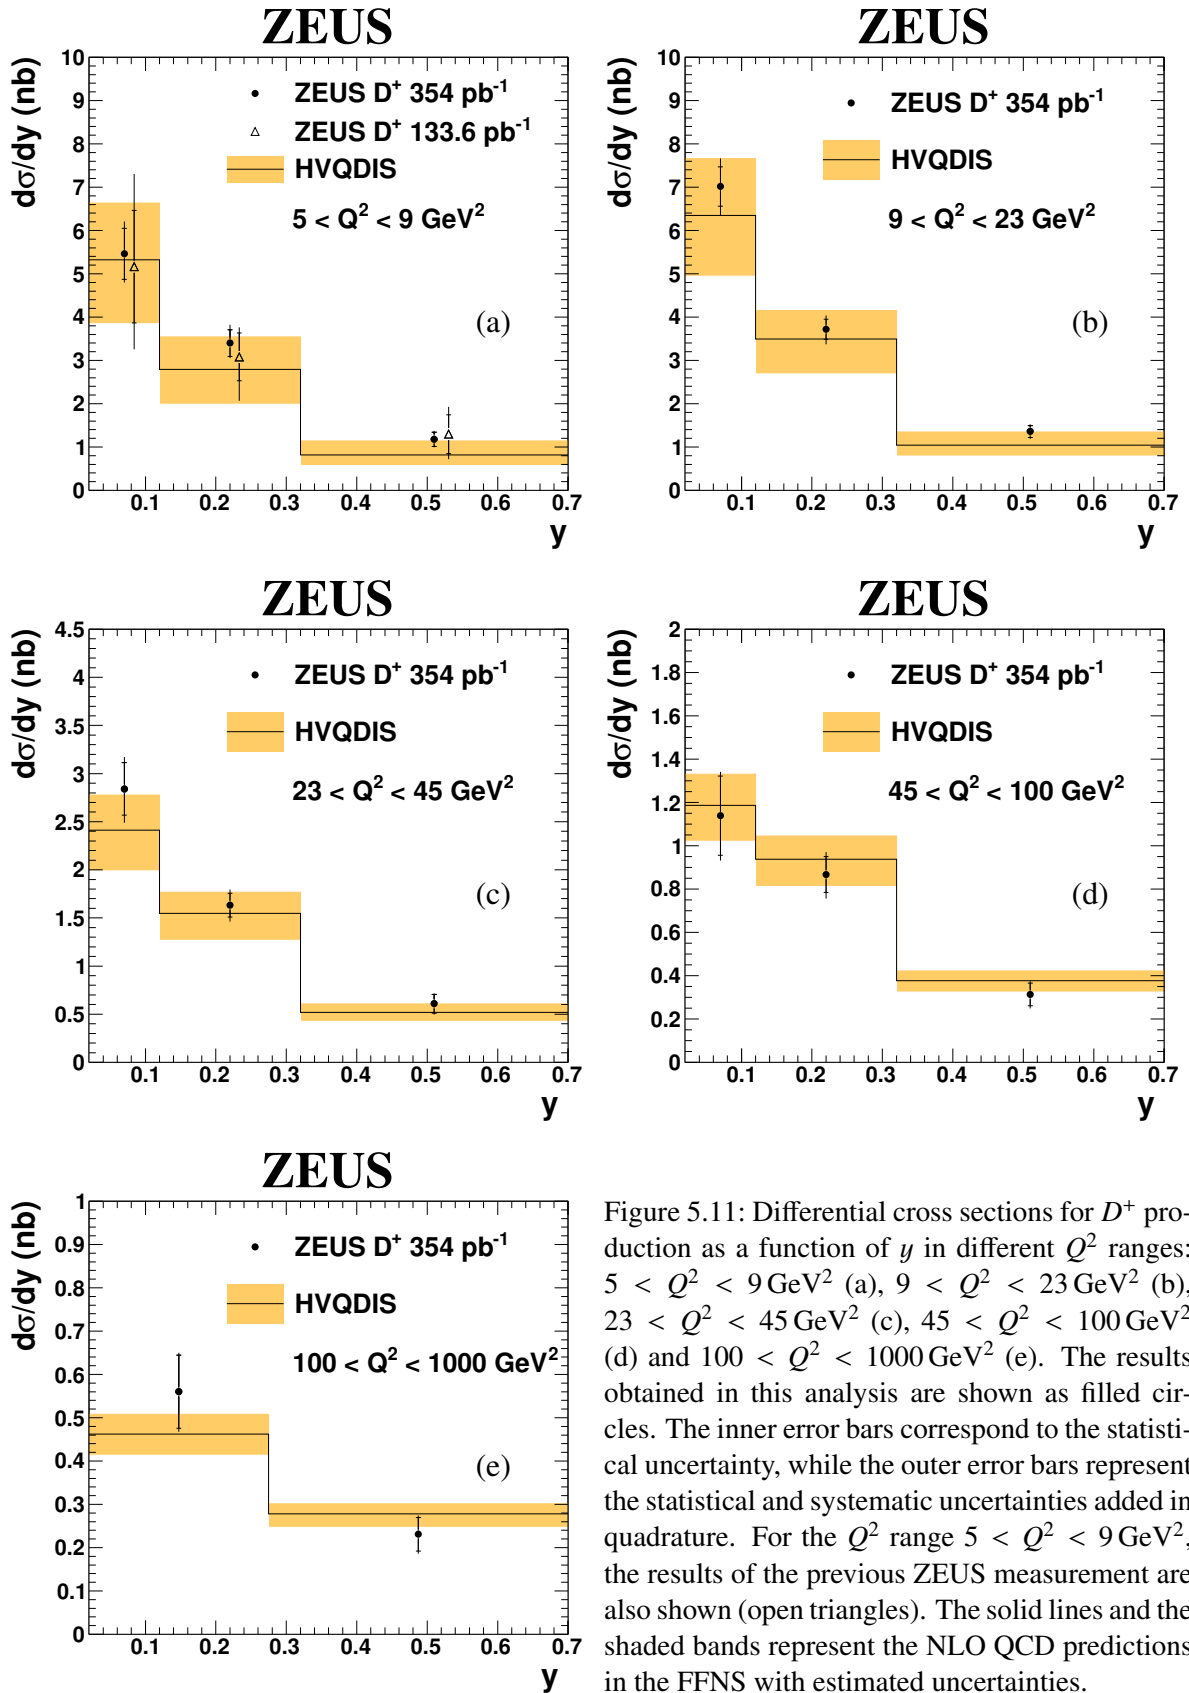 ZEUS
dσ/dy (nb)
10
9
8
7
6
5
4
3
2
1
0
ZEUS D⁺ 354 pb⁻¹
ZEUS D⁺ 133.6 pb⁻¹
HVQDIS
5 < Q² < 9 GeV²
(a)
0.1 0.2 0.3 0.4 0.5 0.6 0.7
y
ZEUS
dσ/dy (nb)
10
9
8
7
6
5
4
3
2
1
0
ZEUS D⁺ 354 pb⁻¹
HVQDIS
9 < Q² < 23 GeV²
(b)
0.1 0.2 0.3 0.4 0.5 0.6 0.7
y
ZEUS
dσ/dy (nb)
4.5
4
3.5
3
2.5
2
1.5
1
0.5
0
ZEUS D⁺ 354 pb⁻¹
HVQDIS
23 < Q² < 45 GeV²
(c)
0.1 0.2 0.3 0.4 0.5 0.6 0.7
y
ZEUS
dσ/dy (nb)
2
1.8
1.6
1.4
1.2
1
0.8
0.6
0.4
0.2
0
ZEUS D⁺ 354 pb⁻¹
HVQDIS
45 < Q² < 100 GeV²
(d)
0.1 0.2 0.3 0.4 0.5 0.6 0.7
y
ZEUS
dσ/dy (nb)
1
0.9
0.8
0.7
0.6
0.5
0.4
0.3
0.2
0.1
0
ZEUS D⁺ 354 pb⁻¹
HVQDIS
100 < Q² < 1000 GeV²
(e)
0.1 0.2 0.3 0.4 0.5 0.6 0.7
y
Figure 5.11: Differential cross sections for D⁺ pro-
duction as a function of y in different Q² ranges:
5 < Q² < 9 GeV² (a), 9 < Q² < 23 GeV² (b),
23 < Q² < 45 GeV² (c), 45 < Q² < 100 GeV²
(d) and 100 < Q² < 1000 GeV² (e). The results
obtained in this analysis are shown as filled cir-
cles. The inner error bars correspond to the statisti-
cal uncertainty, while the outer error bars represent
the statistical and systematic uncertainties added in
quadrature. For the Q² range 5 < Q² < 9 GeV²,
the results of the previous ZEUS measurement are
also shown (open triangles). The solid lines and the
shaded bands represent the NLO QCD predictions
in the FFNS with estimated uncertainties.